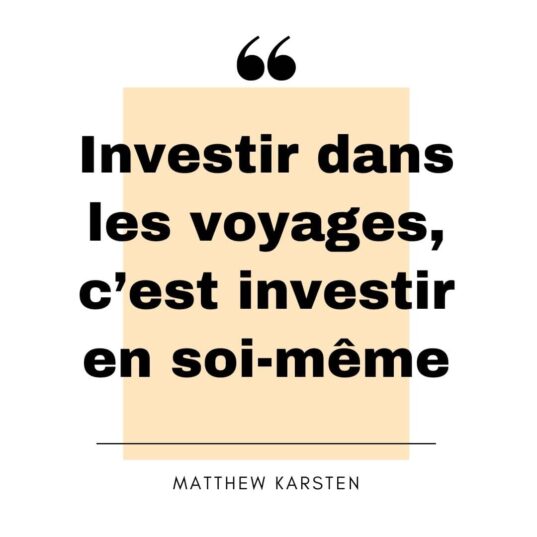 ❝
Investir dans
les voyages,
c’est investir
en soi-même
MATTHEW KARSTEN